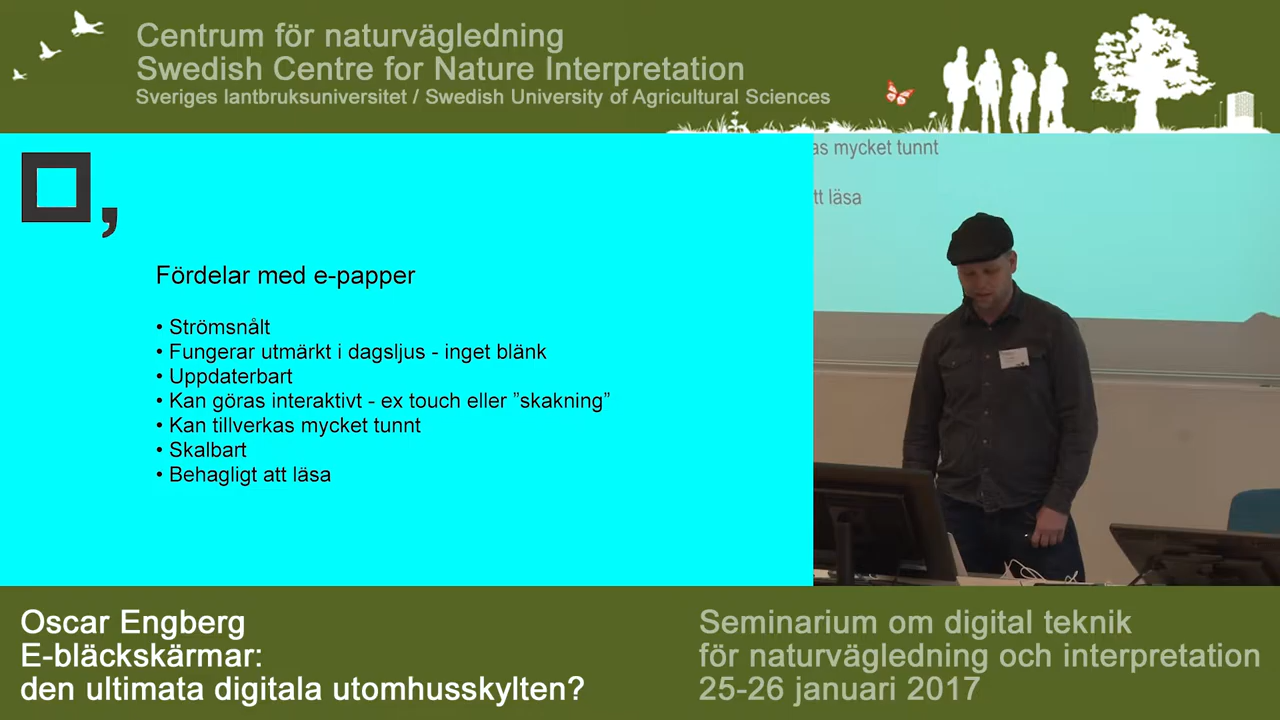 Centrum för naturvägledning
Swedish Centre for Nature Interpretation
Sveriges lantbruksuniversitet / Swedish University of Agricultural Sciences
Fördelar med e-papper
• Strömsnålt
• Fungerar utmärkt i dagsljus - inget blänk
• Uppdaterbart
• Kan göras interaktivt - ex touch eller ”skakning”
• Kan tillverkas mycket tunnt
• Skalbart
• Behagligt att läsa
as mycket tunnt
tt läsa
Oscar Engberg
E-bläckskärmar:
den ultimata digitala utomhusskylten?
Seminarium om digital teknik
för naturvägledning och interpretation
25-26 januari 2017